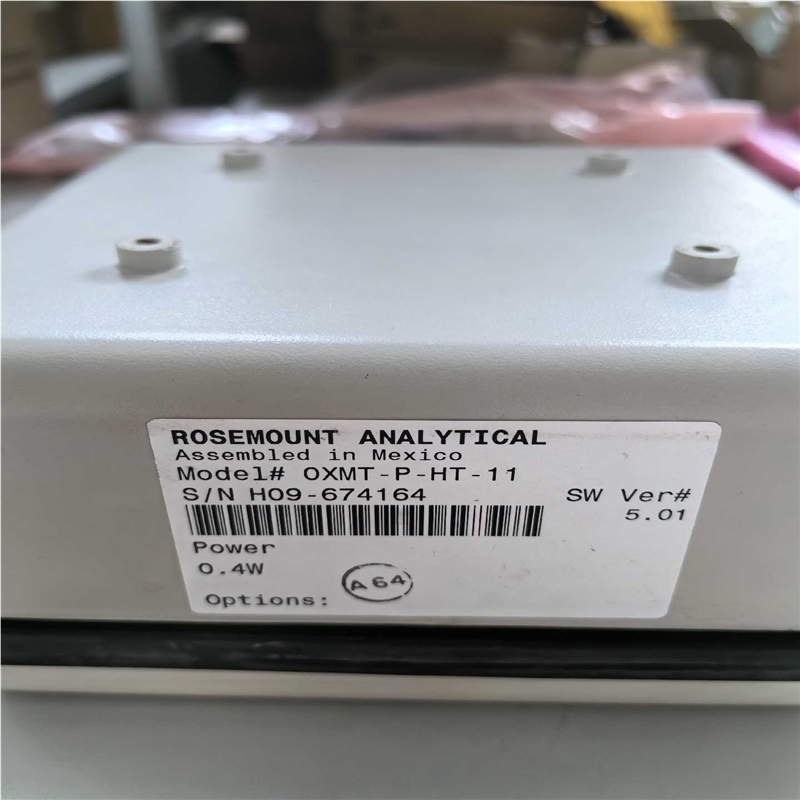 ROSEMOUNT ANALYTICAL
Assembled in Mexico
Model# OXMT-P-HT-11
S/N H09-674164
SW Ver#
5.01
Power
0.4W
A64
Options: